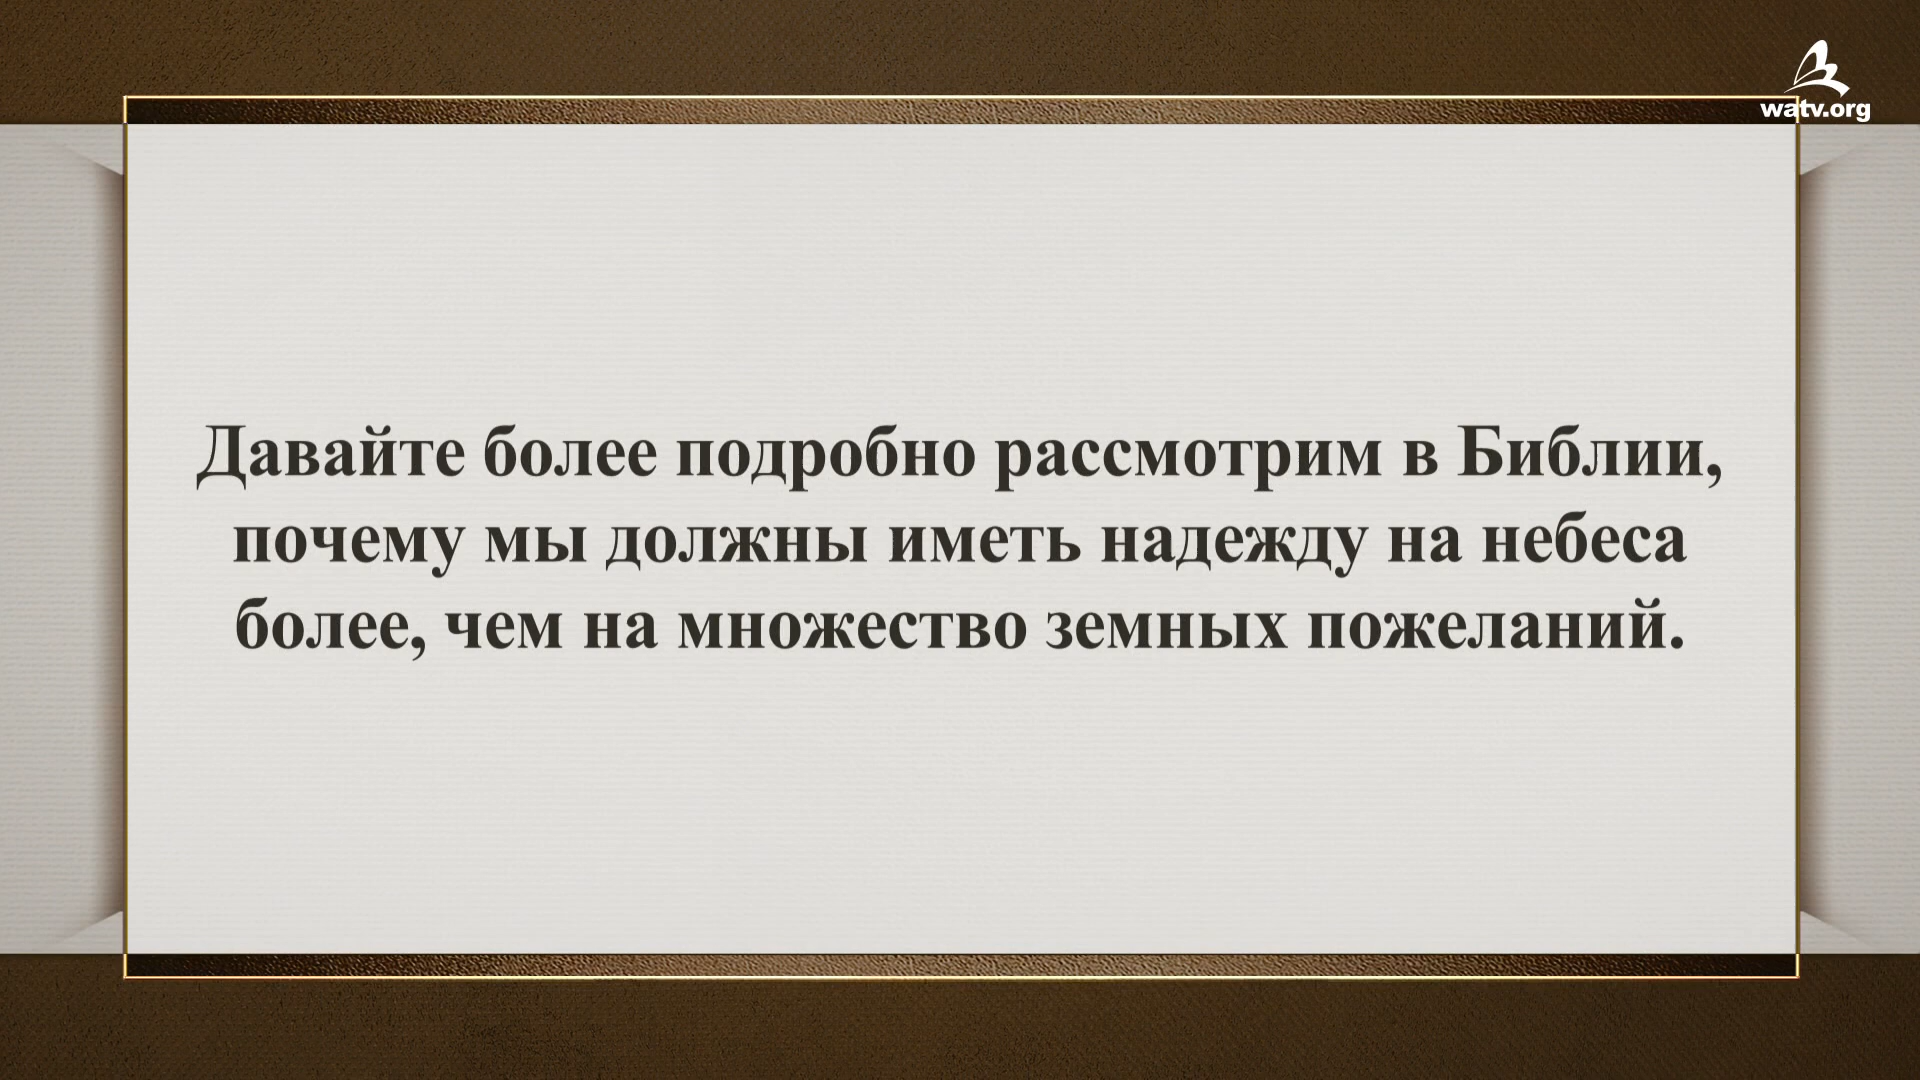 watv.org
Давайте более подробно рассмотрим в Библии,
почему мы должны иметь надежду на небеса
более, чем на множество земных пожеланий.